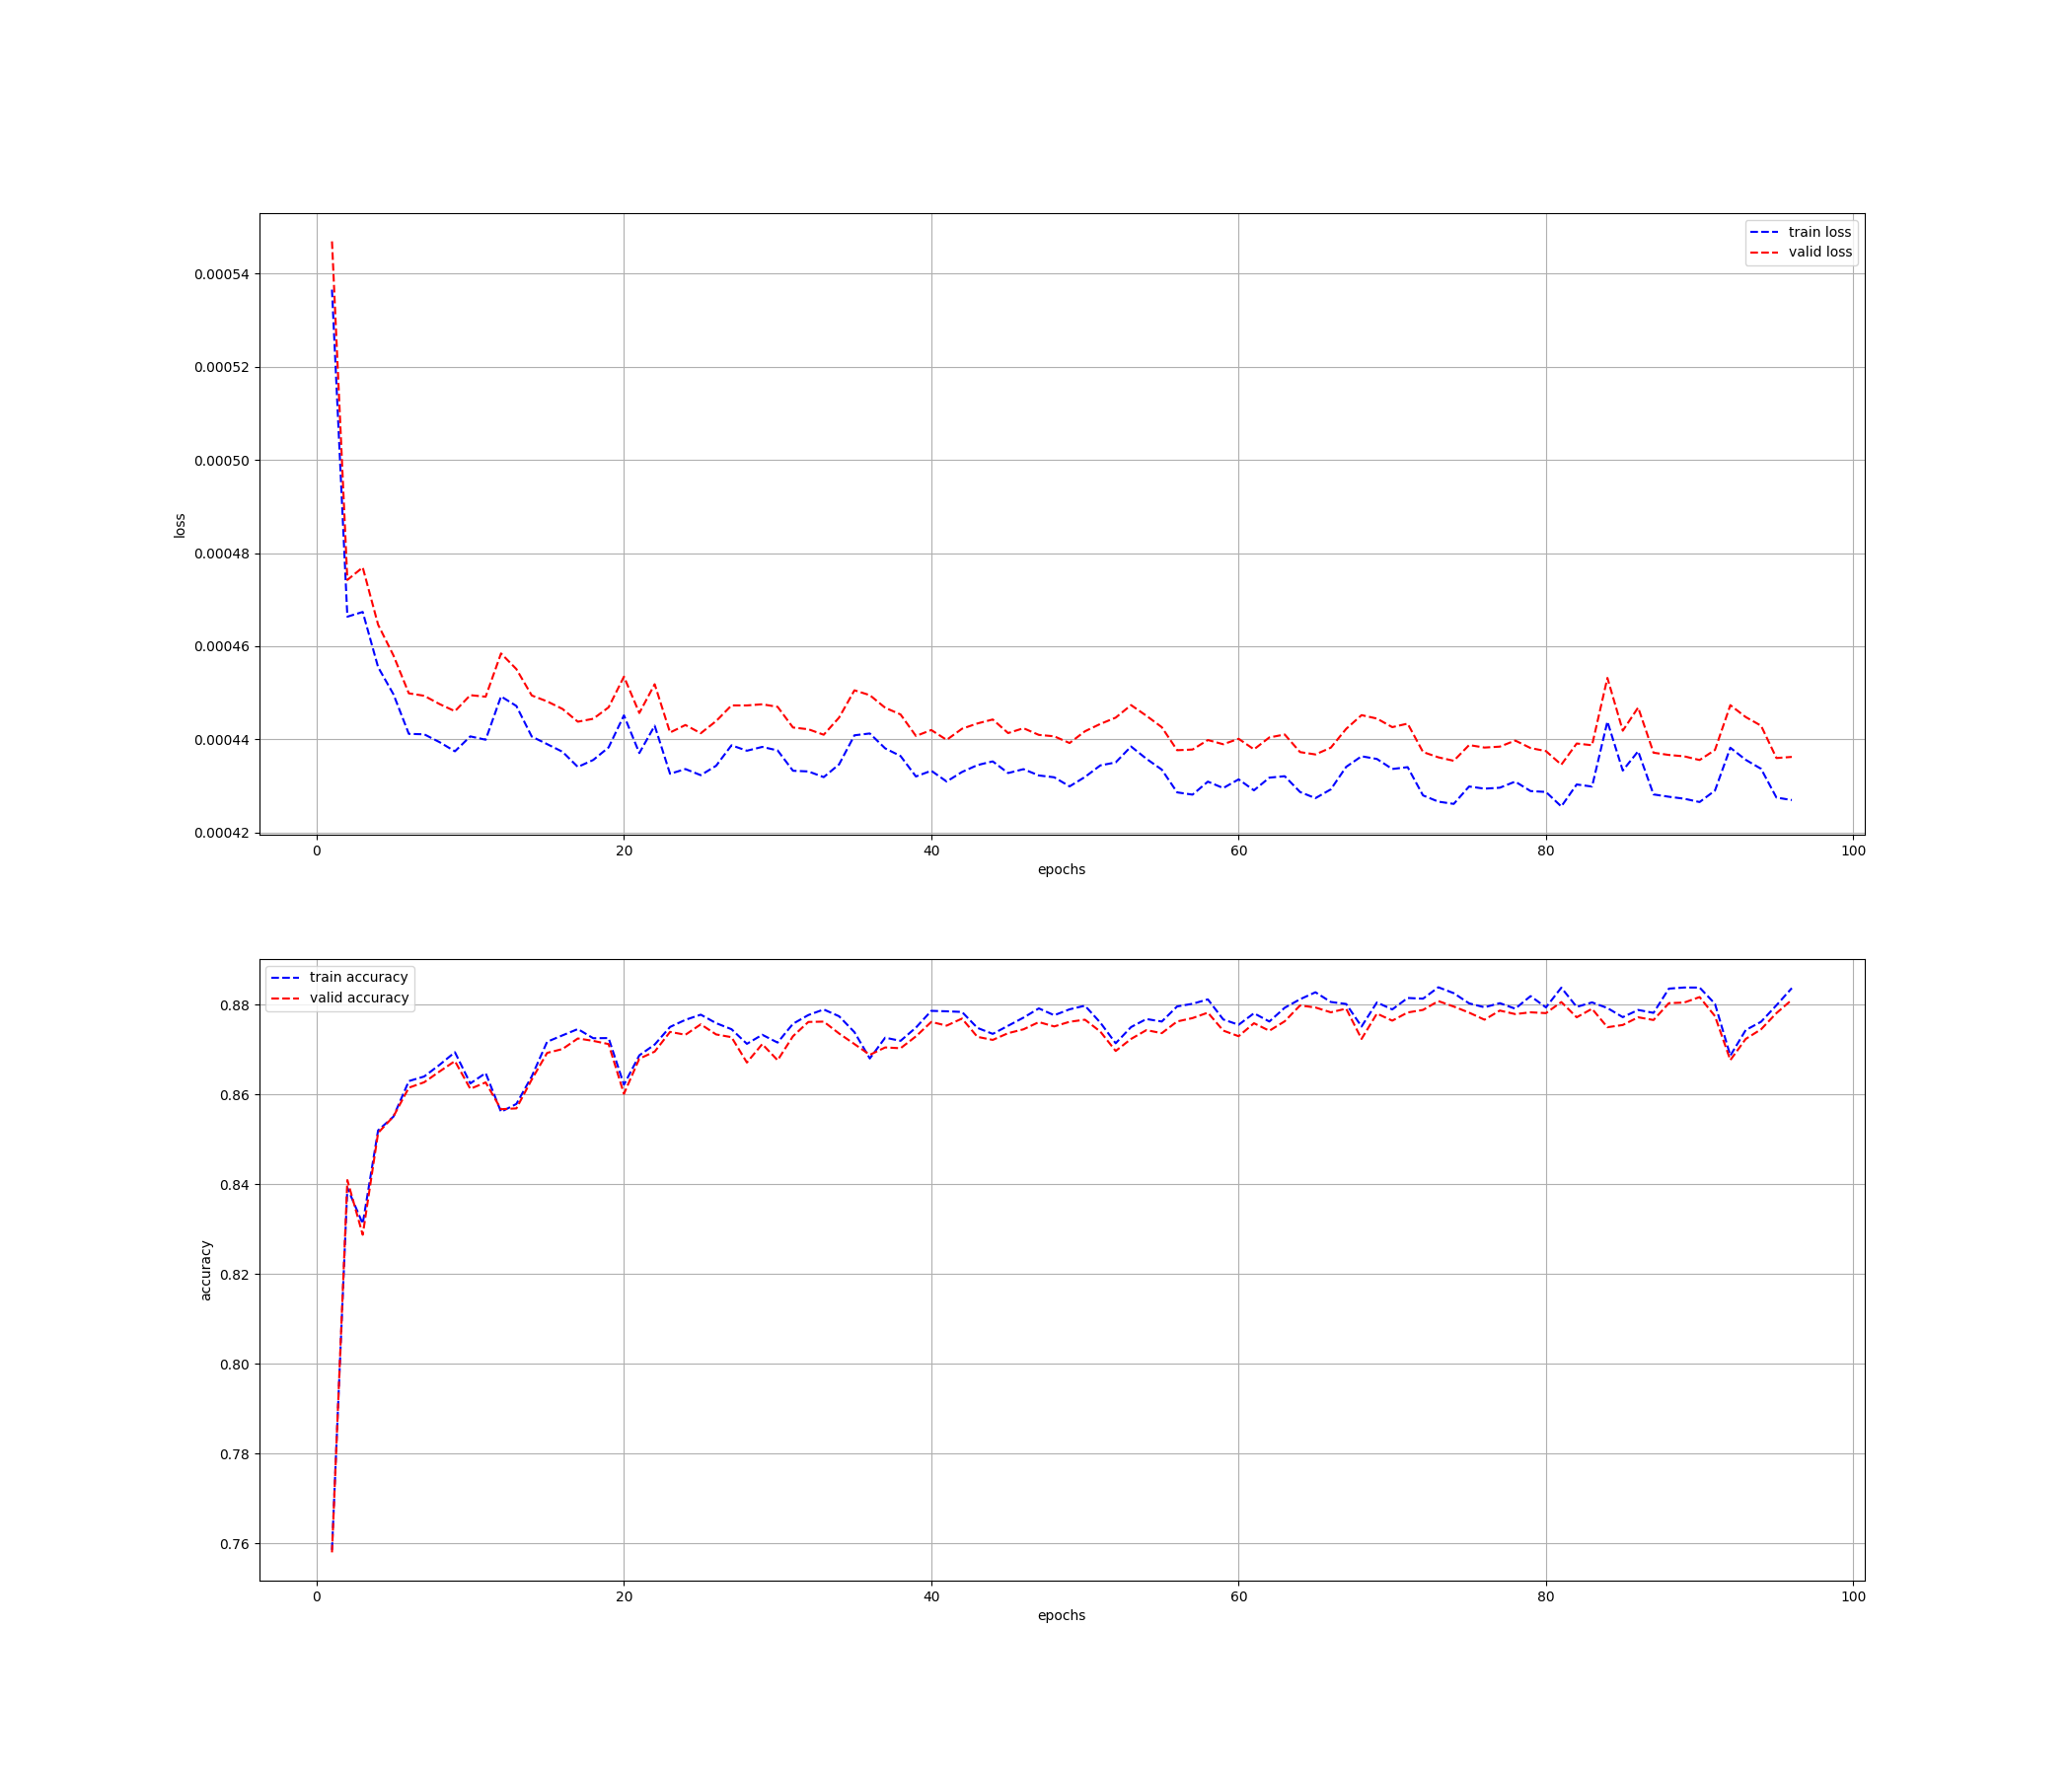 train loss
valid loss
0.00054
0.00052
0.00050
0.00048
0.00046
0.00044
0.00042
loss
0 20 40 60 80 100
epochs
train accuracy
valid accuracy
0.88
0.86
0.84
0.82
0.80
0.78
0.76
accuracy
0 20 40 60 80 100
epochs